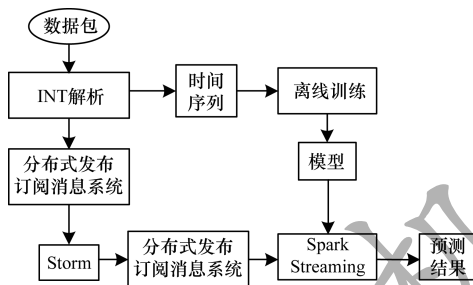 数据包
INT解析
时间
序列
离线训练
分布式发布
订阅消息系统
模型
Storm
分布式发布
订阅消息系统
Spark
Streaming
预测
结果